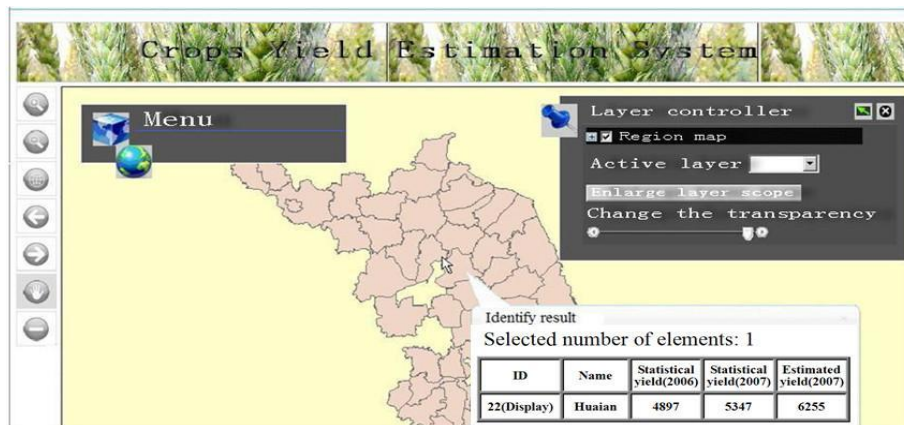 Crops Yield Estimation System
Menu
Layer controller
Region map
Active layer
Enlarge layer scope
Change the transparency
Identify result
Selected number of elements: 1
ID Name Statistical yield(2006) Statistical yield(2007) Estimated yield(2007)
22(Display) Huaian 4897 5347 6255